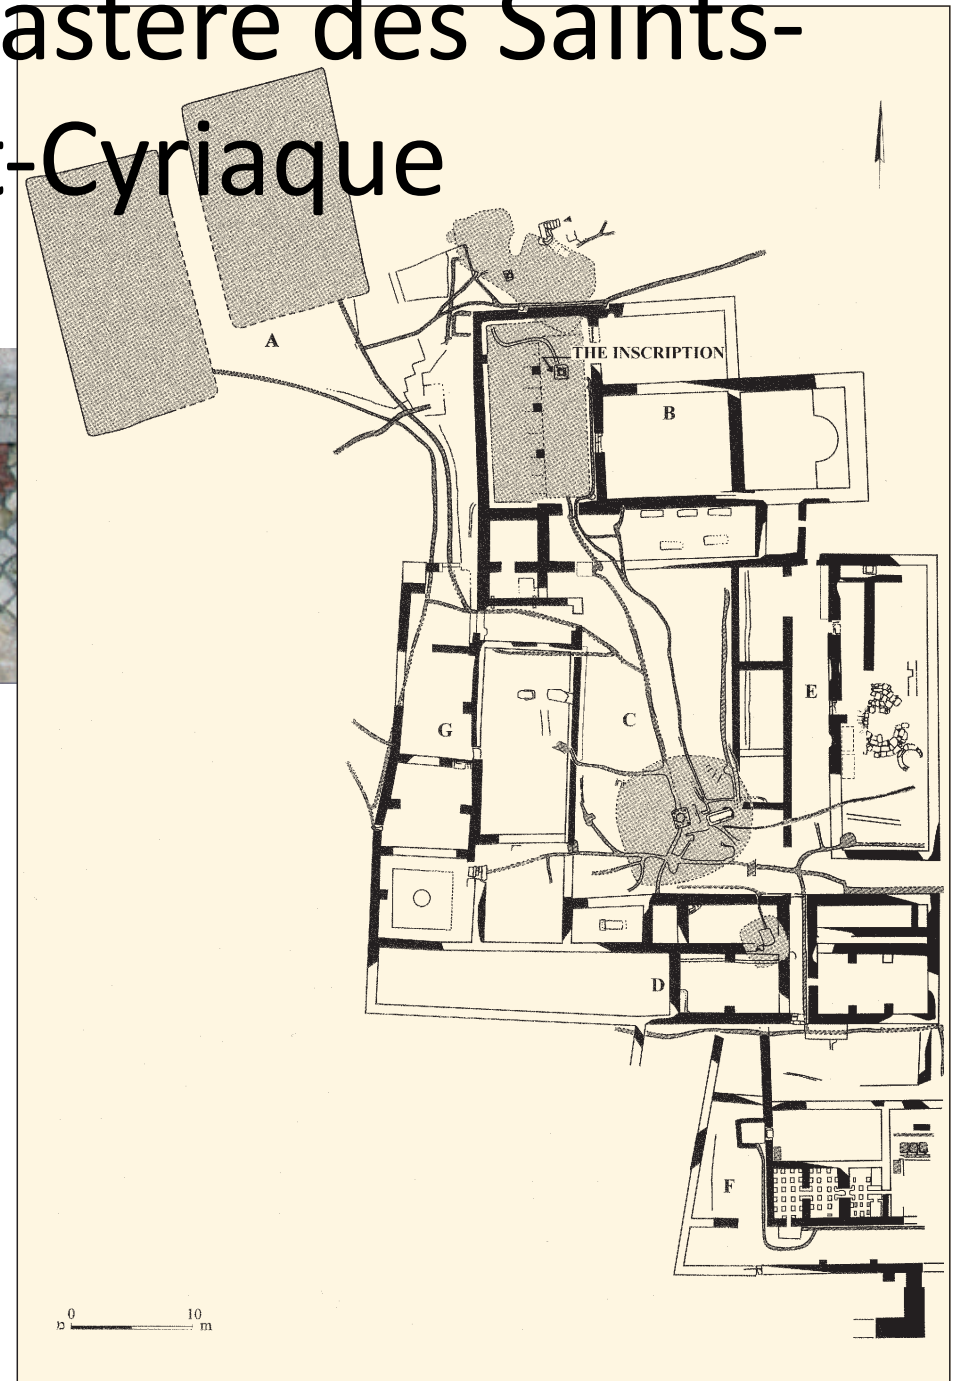 astère des Saints-
-Cyriaque
A
THE INSCRIPTION
B
E
C
G
D
F
0 10
מ m